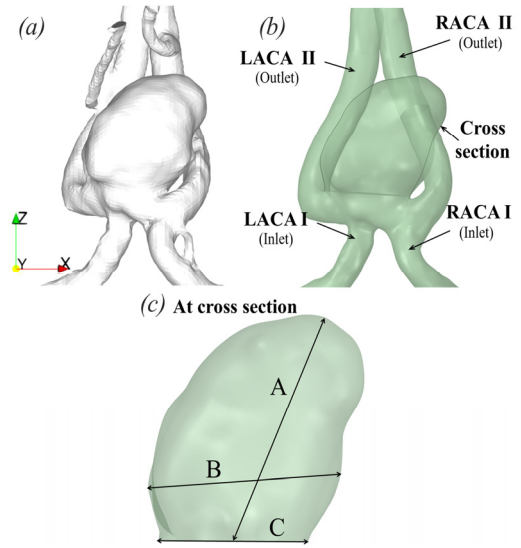 (a)
(b)
RACA II
(Outlet)
LACA II
(Outlet)
Cross
section
LACA I
(Inlet)
RACA I
(Inlet)
Z
Y
X
(c) At cross section
A
B
C